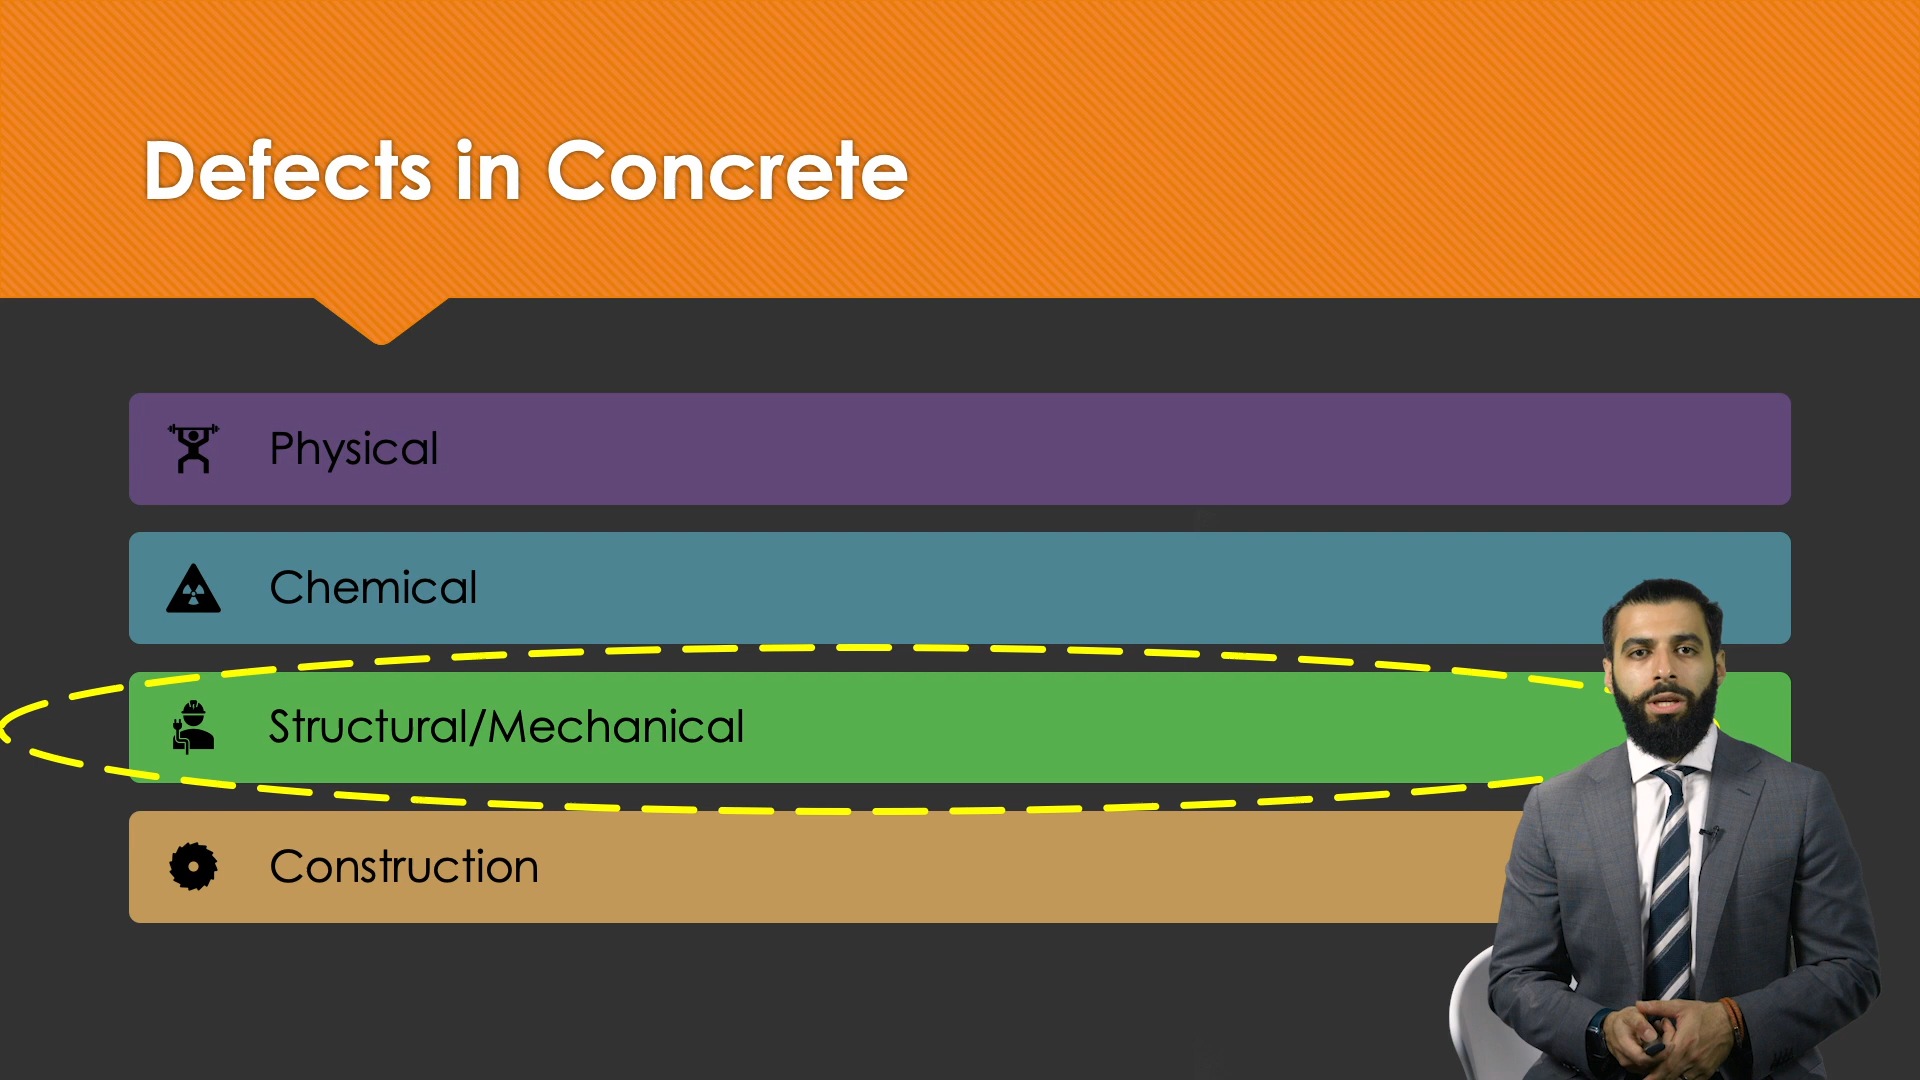 Defects in Concrete
Physical
Chemical
Structural/Mechanical
Construction